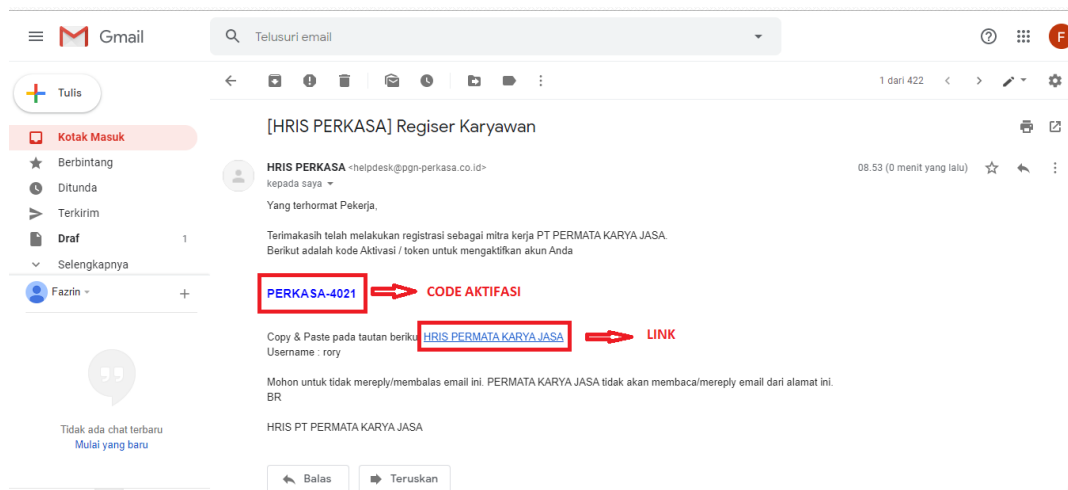 Gmail
Telusuri email
F
Tulis
1 dari 422
Kotak Masuk
Berbintang
Ditunda
Terkirim
Draf 1
Selengkapnya
Fazrin
Tidak ada chat terbaru
Mulai yang baru
[HRIS PERKASA] Regiser Karyawan
HRIS PERKASA <helpdesk@pgn-perkasa.co.id>
08.53 (0 menit yang lalu)
kepada saya
Yang terhormat Pekerja,
Terimakasih telah melakukan registrasi sebagai mitra kerja PT PERMATA KARYA JASA.
Berikut adalah kode Aktivasi / token untuk mengaktifkan akun Anda
PERKASA-4021 CODE AKTIFASI
Copy & Paste pada tautan beriku HRIS PERMATA KARYA JASA LINK
Username : rory
Mohon untuk tidak mereply/membalas email ini. PERMATA KARYA JASA tidak akan membaca/mereply email dari alamat ini.
BR
HRIS PT PERMATA KARYA JASA
Balas Teruskan